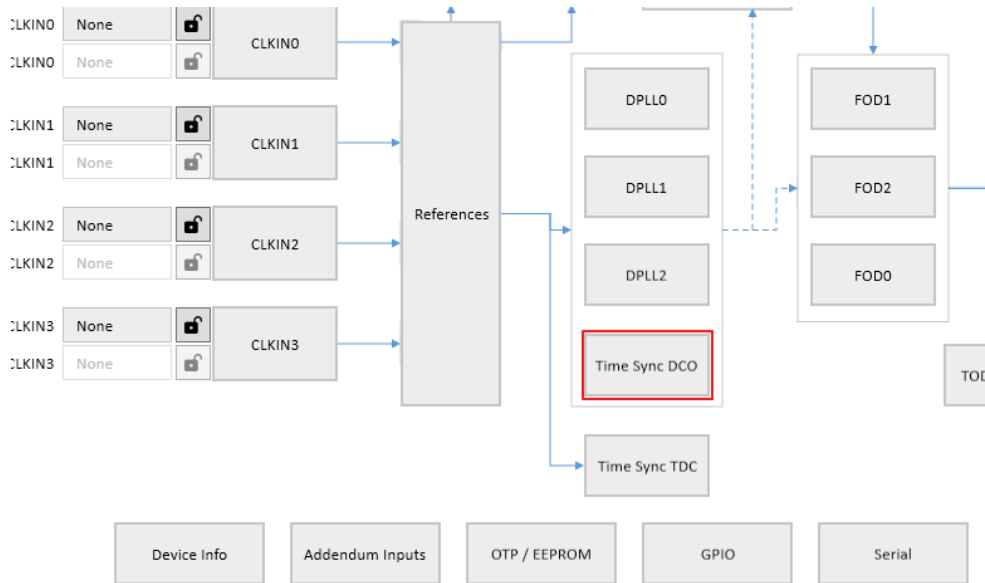 CLKIN0 None
CLKIN0 None
CLKIN0
CLKIN1 None
CLKIN1 None
CLKIN1
CLKIN2 None
CLKIN2 None
CLKIN2
CLKIN3 None
CLKIN3 None
CLKIN3
References
DPLL0
DPLL1
DPLL2
Time Sync DCO
Time Sync TDC
FOD1
FOD2
FOD0
TOD
Device Info
Addendum Inputs
OTP / EEPROM
GPIO
Serial